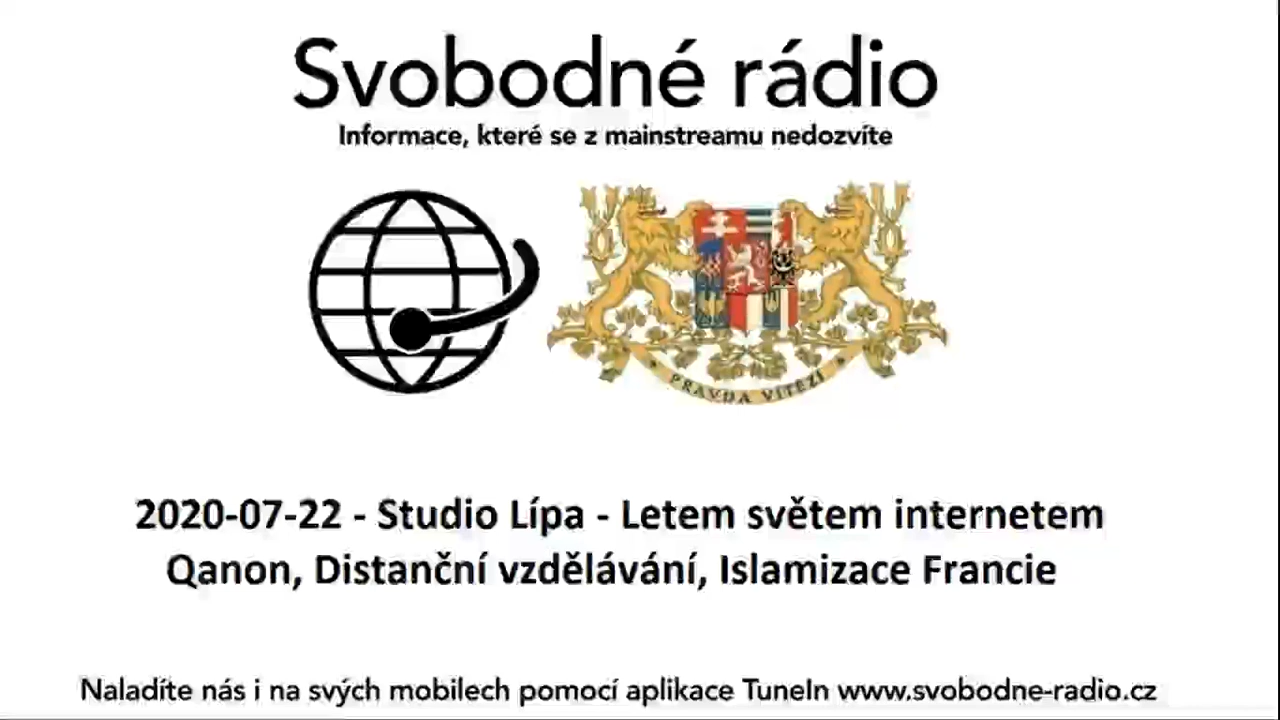 Svobodné rádio
Informace, které se z mainstreamu nedozvíte
PRAVDA VÍTĚZÍ
2020-07-22 - Studio Lípa - Letem světem internetem
Qanon, Distanční vzdělávání, Islamizace Francie
Naladíte nás i na svých mobilech pomocí aplikace TuneIn www.svobodne-radio.cz